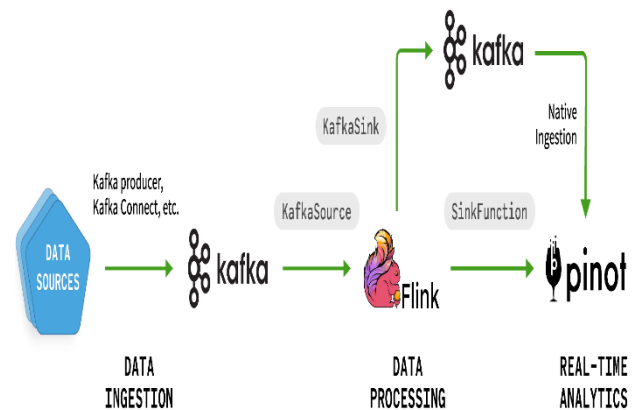 kafka
KafkaSink
Native
Ingestion
Kafka producer,
Kafka Connect, etc.
KafkaSource
SinkFunction
DATA
SOURCES
kafka
Flink
pinot
DATA
INGESTION
DATA
PROCESSING
REAL-TIME
ANALYTICS